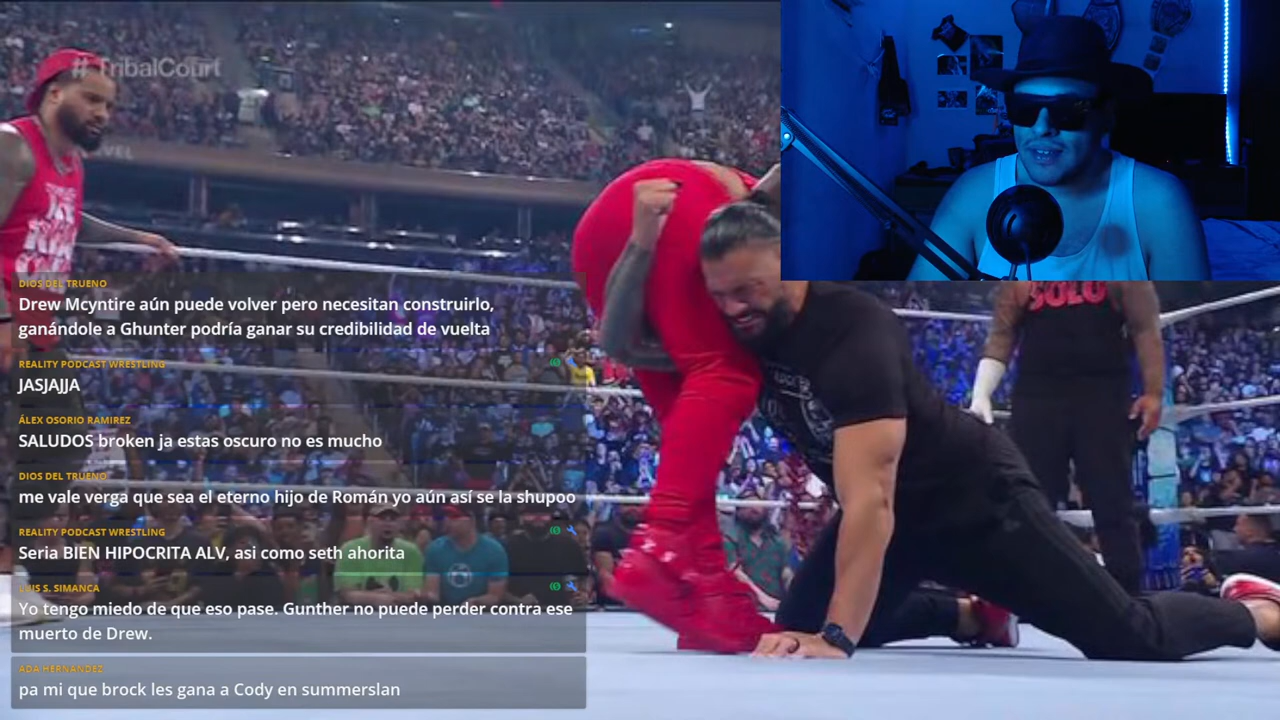 #TribalCourt
DIOS DEL TRUENO
Drew Mcyntire aún puede volver pero necesitan construirlo,
ganándole a Ghunter podría ganar su credibilidad de vuelta
REALITY PODCAST WRESTLING
JASJAJJA
ÁLEX OSORIO RAMIREZ
SALUDOS broken ja estas oscuro no es mucho
DIOS DEL TRUENO
me vale verga que sea el eterno hijo de Román yo aún así se la shupoo
REALITY PODCAST WRESTLING
Seria BIEN HIPOCRITA ALV, asi como seth ahorita
LUIS S. SIMANCA
Yo tengo miedo de que eso pase. Gunther no puede perder contra ese
muerto de Drew.
ADA HERNANDEZ
pa mi que brock les gana a Cody en summerslan
SOLO